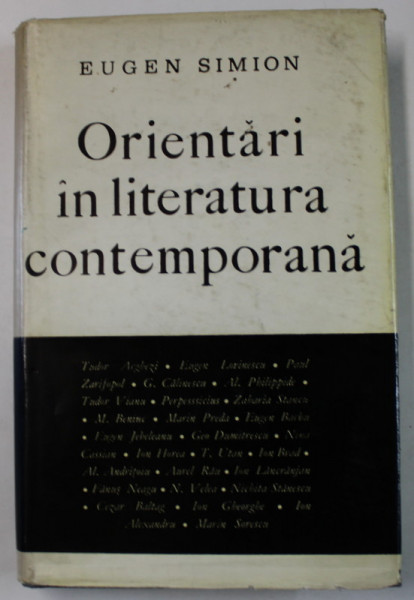 EUGEN SIMION
Orientări
în literatura
contemporană
Tudor Arghezi • Eugen Lovinescu • Paul
Zarifopol • G. Călinescu • Al. Philippide •
Tudor Vianu • Perpessicius • Zaharia Stancu
• M. Beniuc • Marin Preda • Eugen Barbu
• Eugen Jebeleanu • Geo Dumitrescu • Nina
Cassian • Ion Horea • T. Utan • Ion Brad •
Al. Andrițoiu • Aurel Rău • Ion Lăncrănjan
• Fănuș Neagu • N. Velea • Nichita Stănescu
• Cezar Baltag • Ion Gheorghe • Ion
Alexandru • Marin Sorescu